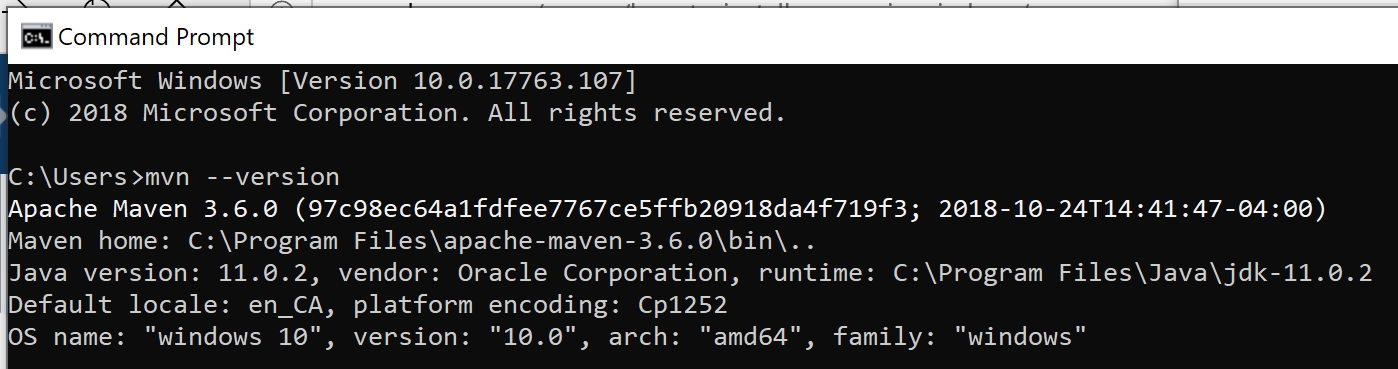 Command Prompt
Microsoft Windows [Version 10.0.17763.107]
(c) 2018 Microsoft Corporation. All rights reserved.
C:\Users>mvn --version
Apache Maven 3.6.0 (97c98ec64a1fdfee7767ce5ffb20918da4f719f3; 2018-10-24T14:41:47-04:00)
Maven home: C:\Program Files\apache-maven-3.6.0\bin\..
Java version: 11.0.2, vendor: Oracle Corporation, runtime: C:\Program Files\Java\jdk-11.0.2
Default locale: en_CA, platform encoding: Cp1252
OS name: "windows 10", version: "10.0", arch: "amd64", family: "windows"